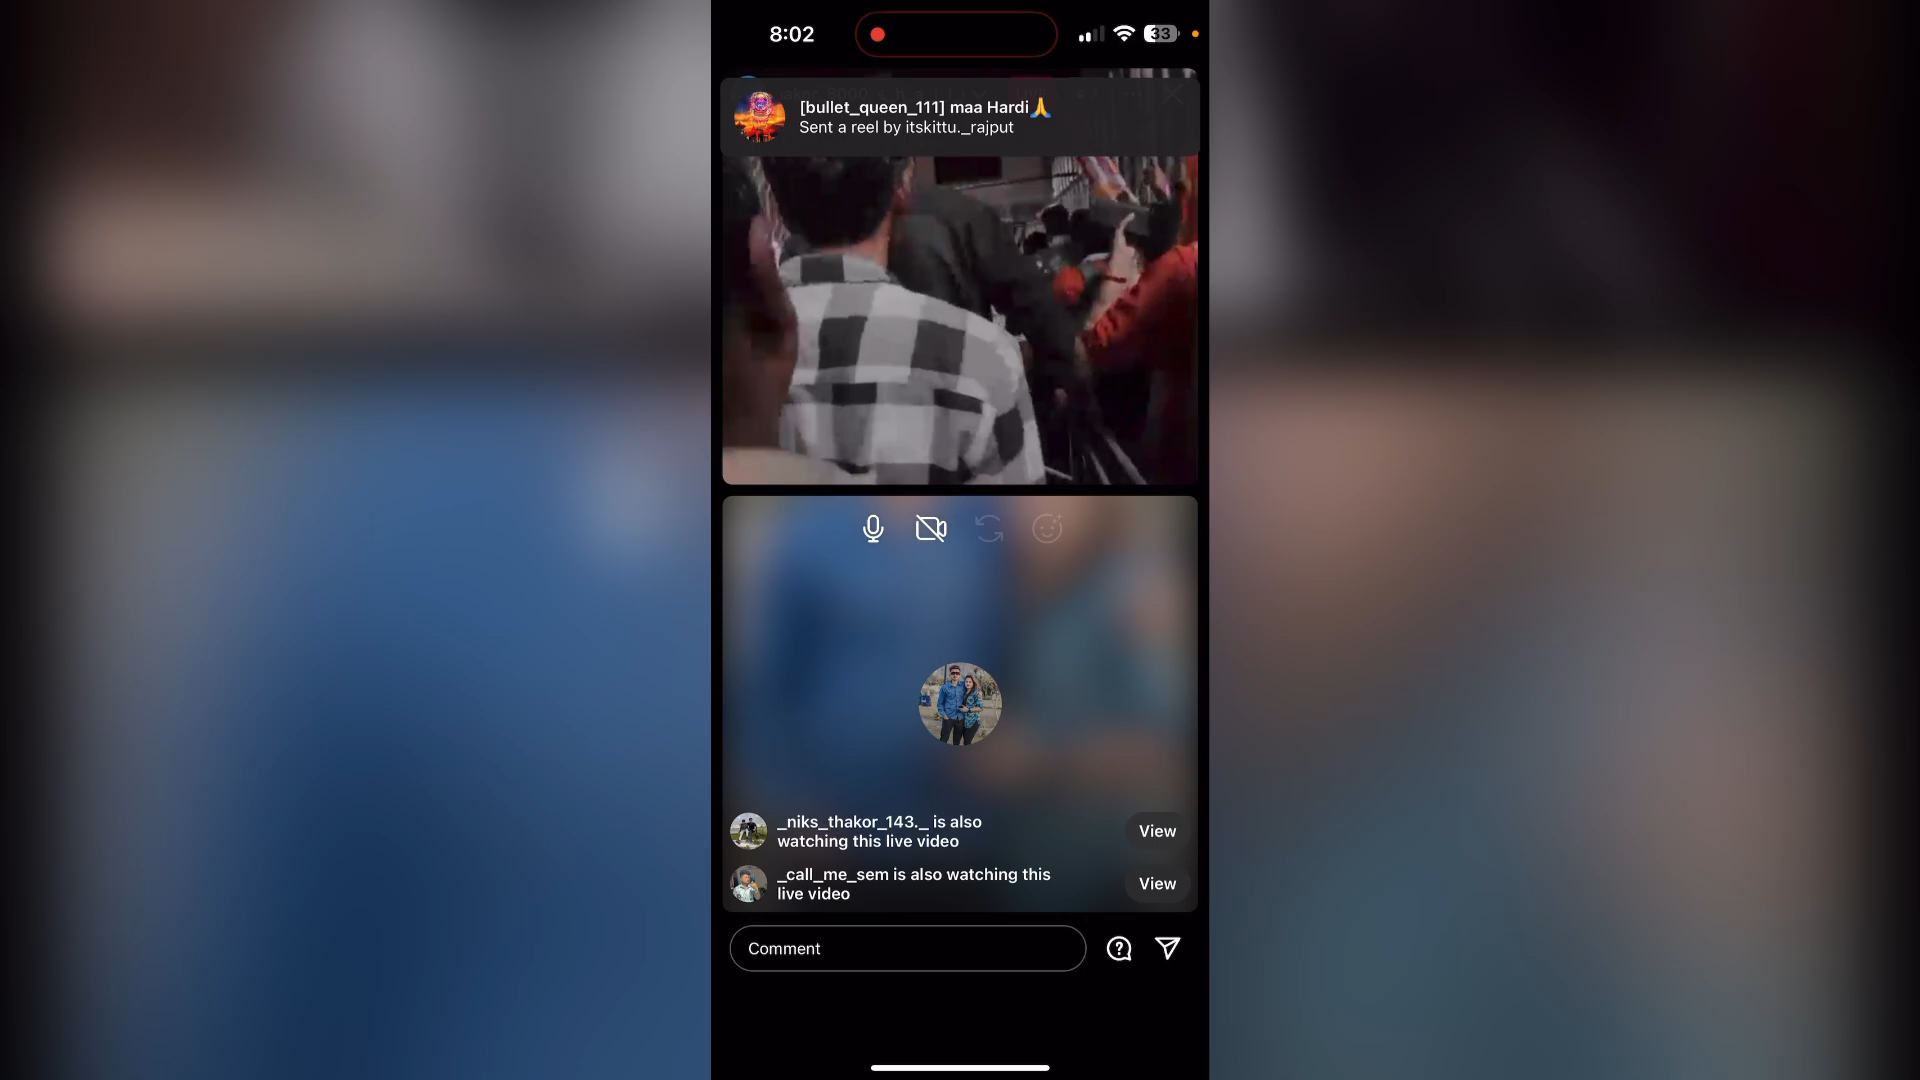 8:02
33
[bullet_queen_111] maa Hardi🙏
Sent a reel by itskittu._rajput
_niks_thakor_143._ is also
watching this live video
View
_call_me_sem is also watching this
live video
View
Comment